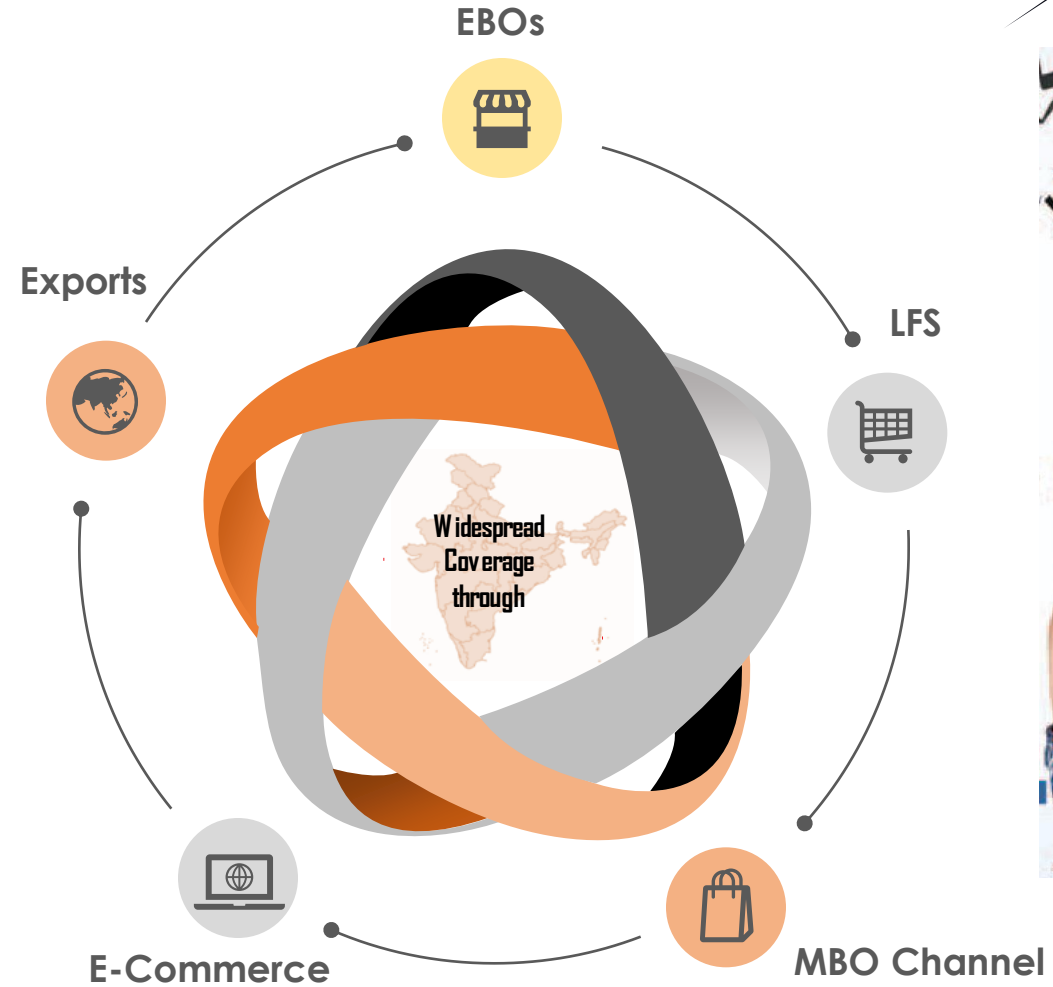 EBOs
Exports
LFS
Widespread
Coverage
through
E-Commerce
MBO Channel